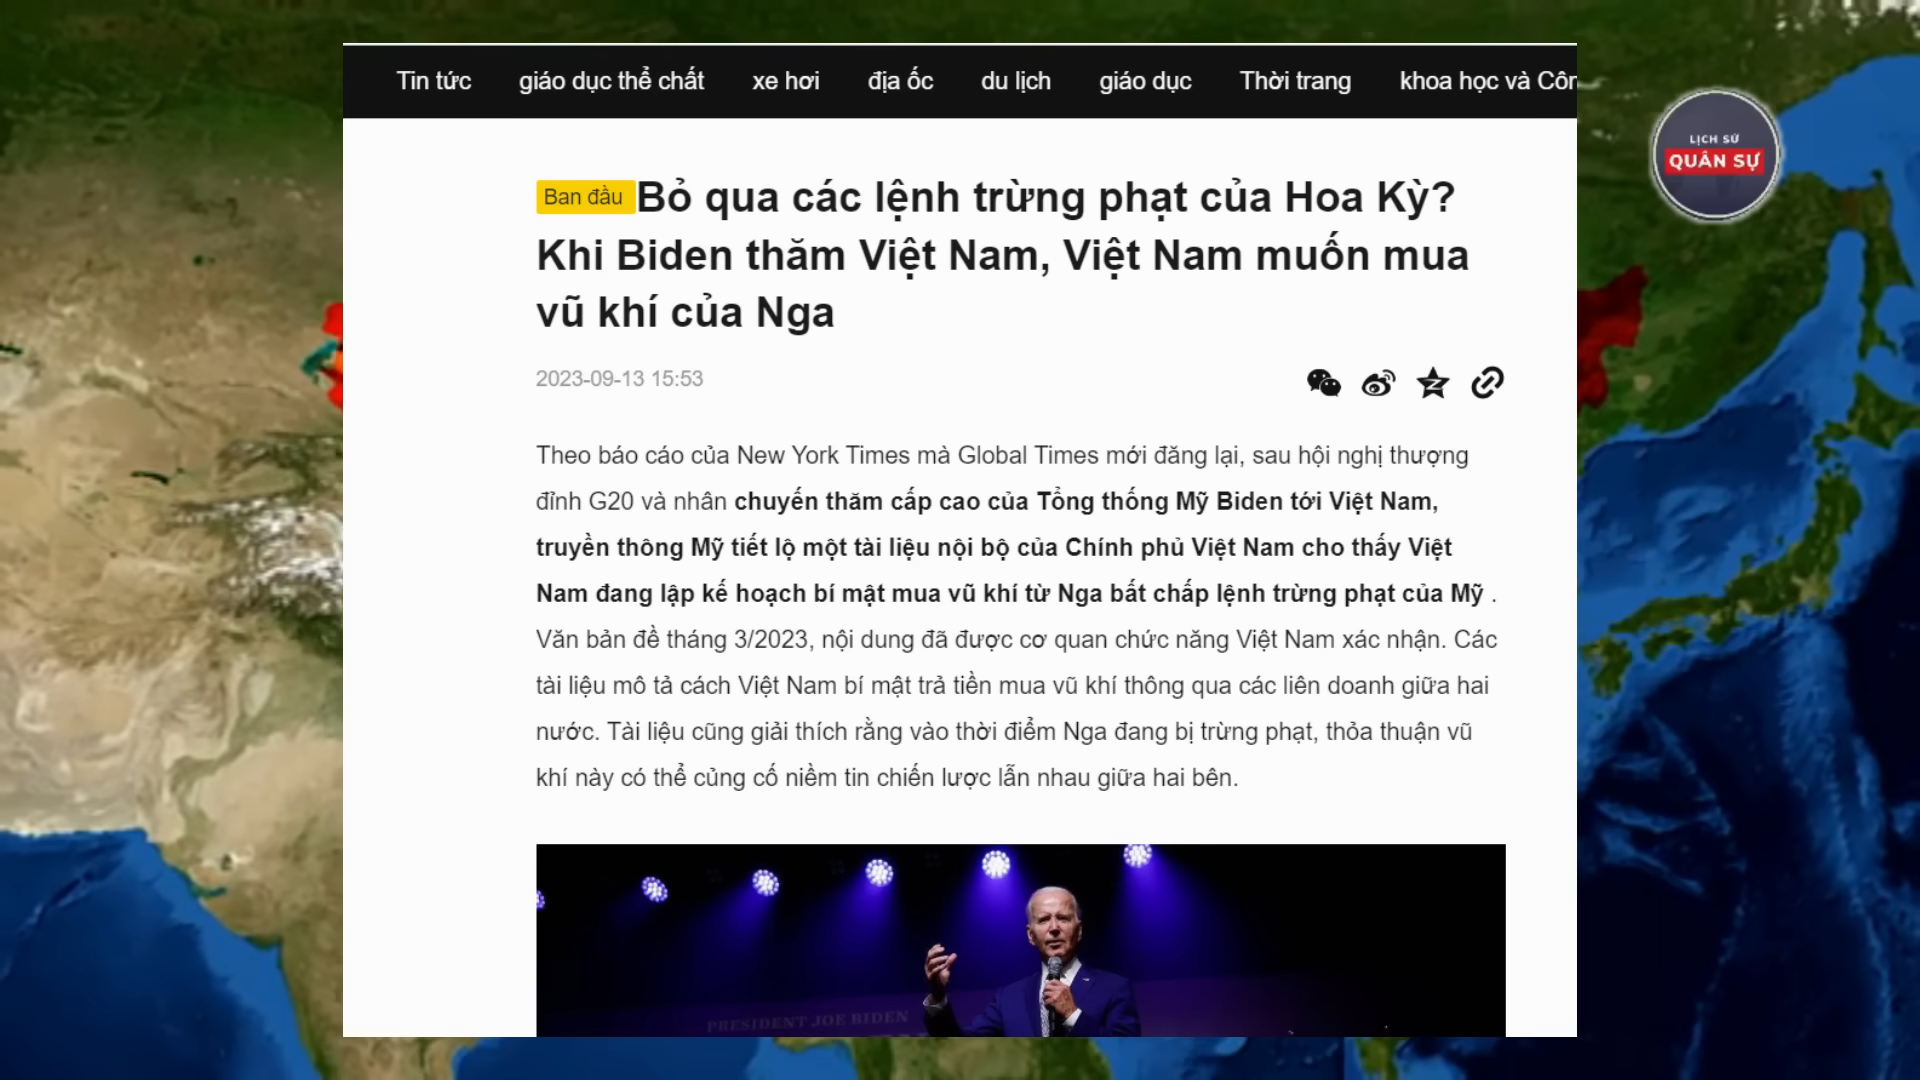 Tin tức giáo dục thể chất xe hơi địa ốc du lịch giáo dục Thời trang khoa học và Côn
LỊCH SỬ
QUÂN SỰ
Ban đầu Bỏ qua các lệnh trừng phạt của Hoa Kỳ?
Khi Biden thăm Việt Nam, Việt Nam muốn mua
vũ khí của Nga
2023-09-13 15:53
Theo báo cáo của New York Times mà Global Times mới đăng lại, sau hội nghị thượng
đỉnh G20 và nhân chuyến thăm cấp cao của Tổng thống Mỹ Biden tới Việt Nam,
truyền thông Mỹ tiết lộ một tài liệu nội bộ của Chính phủ Việt Nam cho thấy Việt
Nam đang lập kế hoạch bí mật mua vũ khí từ Nga bất chấp lệnh trừng phạt của Mỹ .
Văn bản đề tháng 3/2023, nội dung đã được cơ quan chức năng Việt Nam xác nhận. Các
tài liệu mô tả cách Việt Nam bí mật trả tiền mua vũ khí thông qua các liên doanh giữa hai
nước. Tài liệu cũng giải thích rằng vào thời điểm Nga đang bị trừng phạt, thỏa thuận vũ
khí này có thể củng cố niềm tin chiến lược lẫn nhau giữa hai bên.
PRESIDENT JOE BIDEN